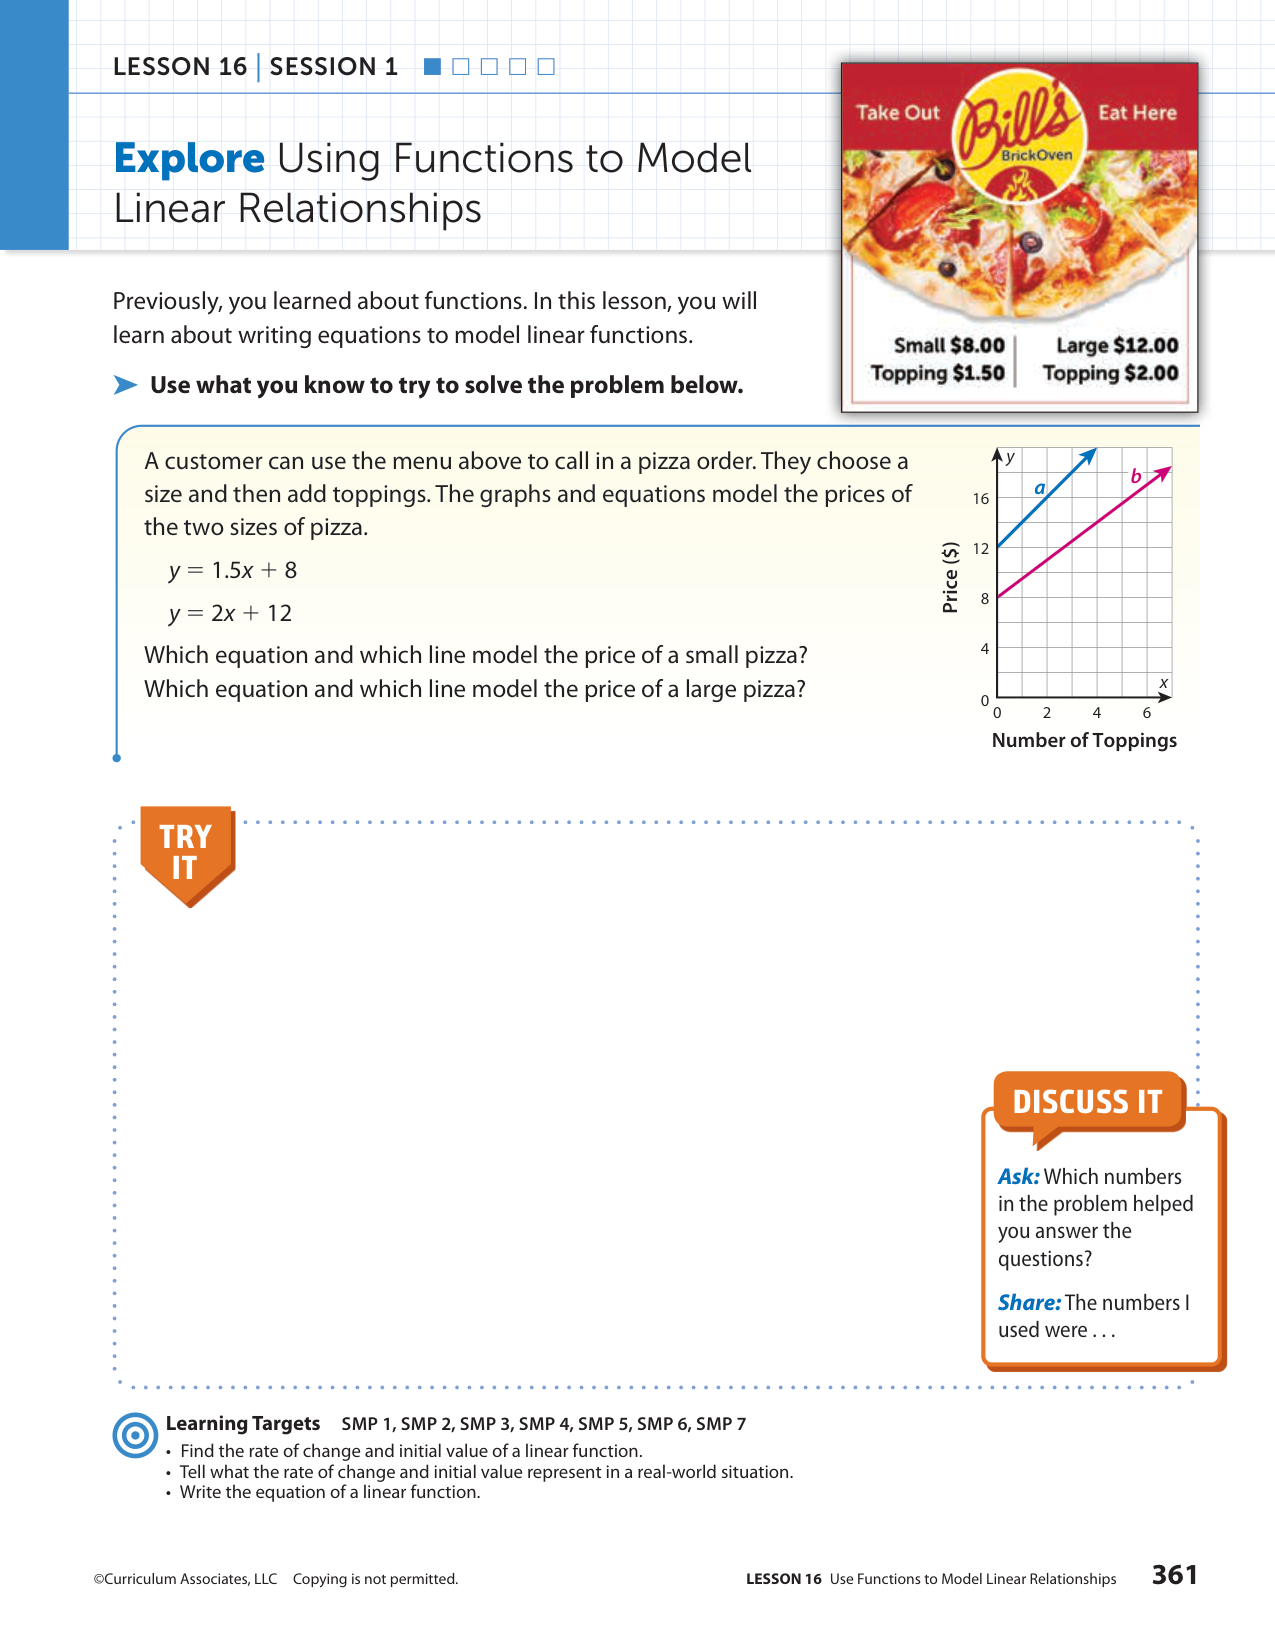 LESSON 16 | SESSION 1
Take Out
Bill's
BrickOven
Eat Here
Explore Using Functions to Model
Linear Relationships
Previously, you learned about functions. In this lesson, you will
learn about writing equations to model linear functions.
Use what you know to try to solve the problem below.
Small $8.00
Topping $1.50
Large $12.00
Topping $2.00
A customer can use the menu above to call in a pizza order. They choose a
size and then add toppings. The graphs and equations model the prices of
the two sizes of pizza.
y = 1.5x + 8
y = 2x + 12
Which equation and which line model the price of a small pizza?
Which equation and which line model the price of a large pizza?
y
a
b
16
12
8
4
0
Price ($)
x
0 2 4 6
Number of Toppings
TRY
IT
DISCUSS IT
Ask: Which numbers
in the problem helped
you answer the
questions?
Share: The numbers I
used were . . .
Learning Targets SMP 1, SMP 2, SMP 3, SMP 4, SMP 5, SMP 6, SMP 7
• Find the rate of change and initial value of a linear function.
• Tell what the rate of change and initial value represent in a real-world situation.
• Write the equation of a linear function.
©Curriculum Associates, LLC Copying is not permitted.
LESSON 16 Use Functions to Model Linear Relationships 361